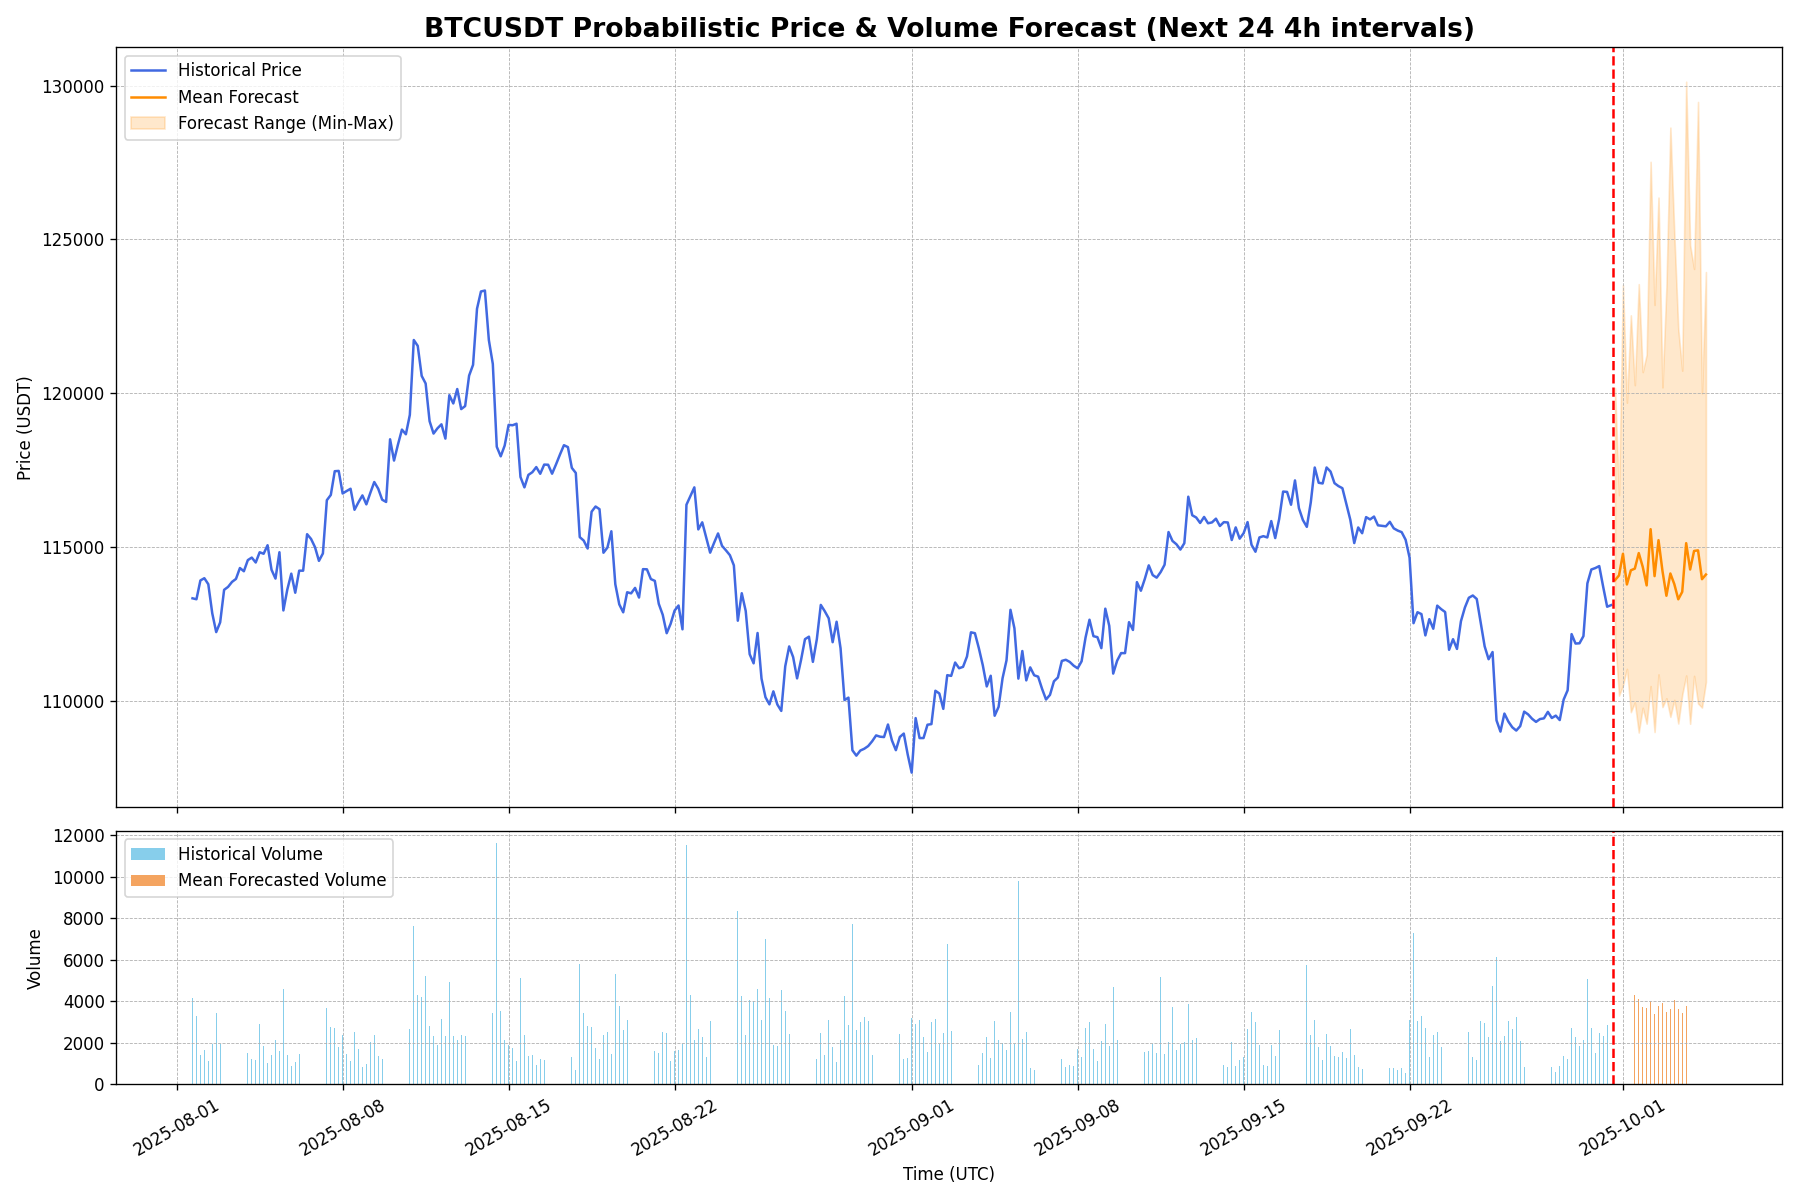 BTCUSDT Probabilistic Price & Volume Forecast (Next 24 4h intervals)
Historical Price
Mean Forecast
Forecast Range (Min-Max)
130000
125000
120000
115000
110000
Price (USDT)
Historical Volume
Mean Forecasted Volume
12000
10000
8000
6000
4000
2000
0
Volume
2025-08-01
2025-08-08
2025-08-15
2025-08-22
2025-09-01
2025-09-08
2025-09-15
2025-09-22
2025-10-01
Time (UTC)